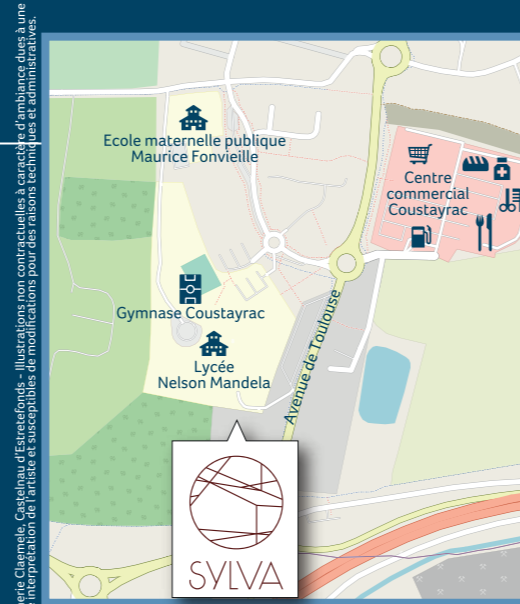 Ecole maternelle publique
Maurice Fonvieille
Centre
commercial
Coustayrac
Gymnase Coustayrac
Lycée
Nelson Mandela
Avenue de Toulouse
SYLVA
Claemele, Castelnau d'Estretefonds - Illustrations non contractuelles à caractère d'ambiance dues à une
interprétation de l'artiste et susceptibles de modifications pour des raisons techniques et administratives.